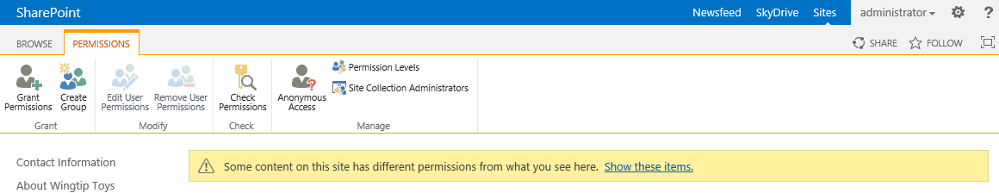 SharePoint
Newsfeed SkyDrive Sites administrator ?
BROWSE PERMISSIONS SHARE FOLLOW
Grant Permissions
Create Group
Edit User Permissions
Remove User Permissions
Check Permissions
Anonymous Access
Permission Levels
Site Collection Administrators
Grant Modify Check Manage
Contact Information
Some content on this site has different permissions from what you see here. Show these items.
About Wingtip Toys